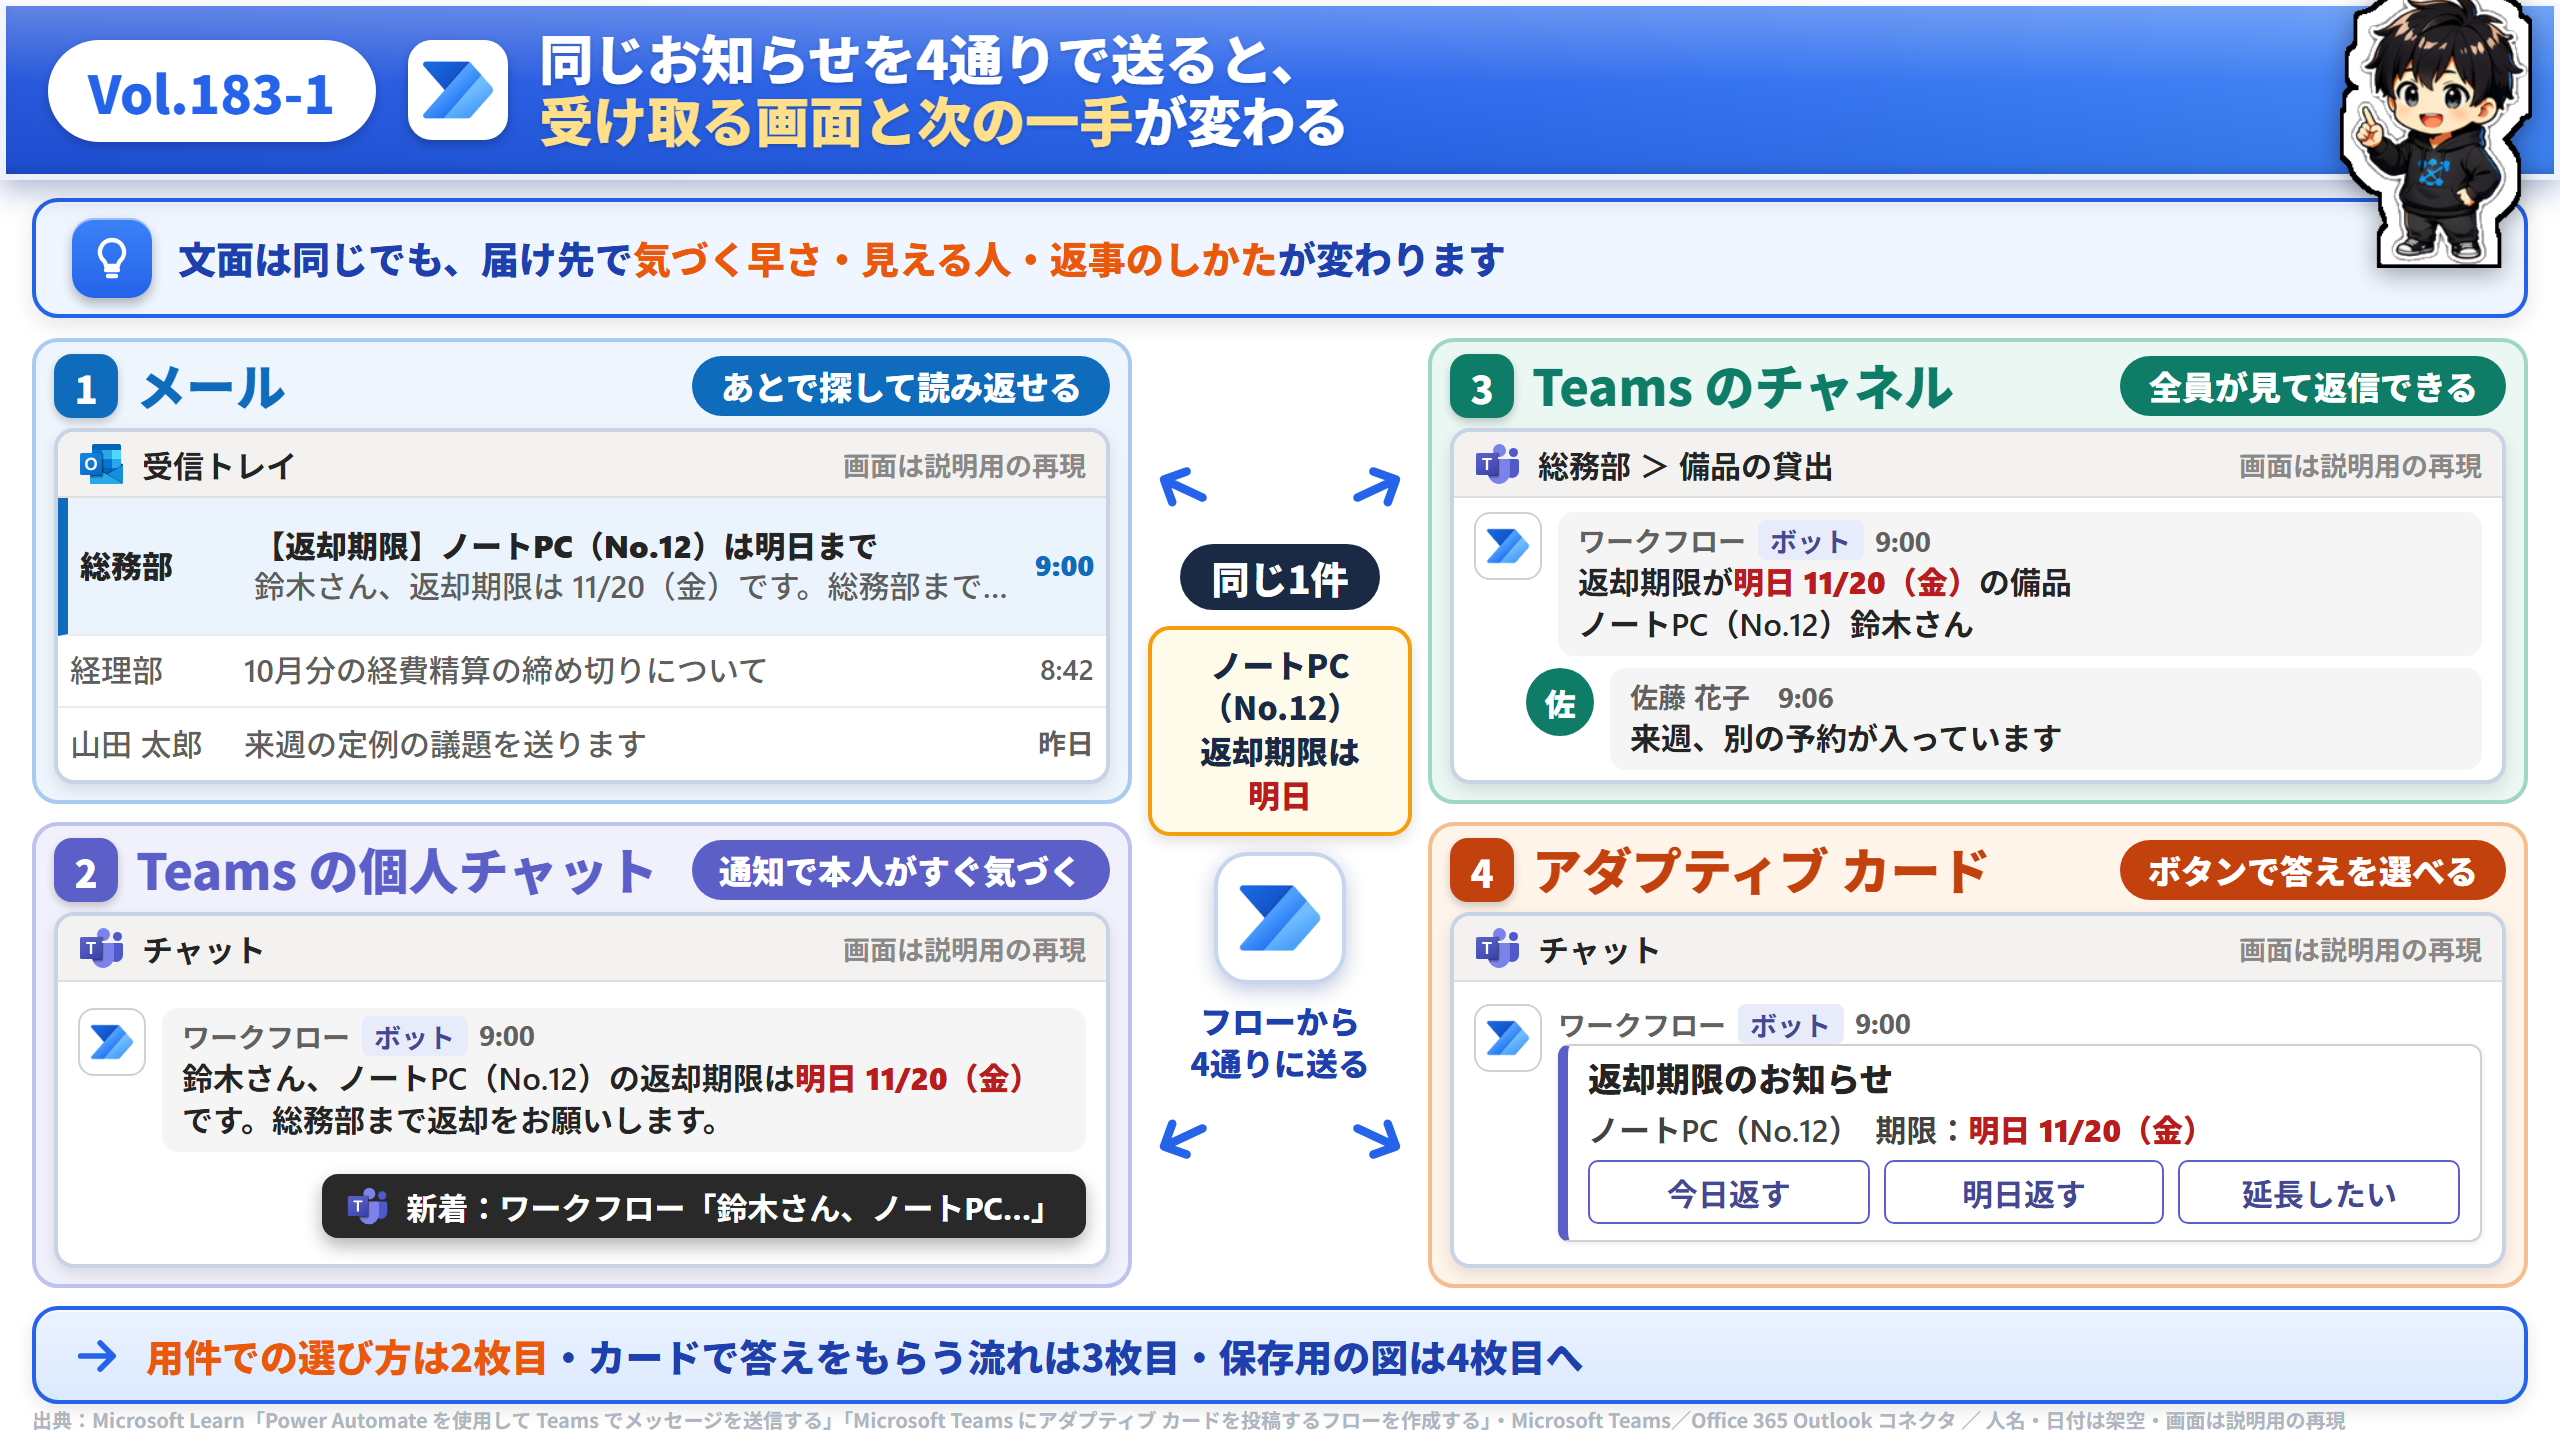 Vol.183-1
同じお知らせを4通りで送ると、
受け取る画面と次の一手が変わる
文面は同じでも、届け先で気づく早さ・見える人・返事のしかたが変わります
1 メール あとで探して読み返せる
受信トレイ 画面は説明用の再現
総務部 【返却期限】ノートPC（No.12）は明日まで 9:00
鈴木さん、返却期限は 11/20（金）です。総務部まで...
経理部 10月分の経費精算の締め切りについて 8:42
山田 太郎 来週の定例の議題を送ります 昨日
2 Teams の個人チャット 通知で本人がすぐ気づく
チャット 画面は説明用の再現
ワークフロー ボット 9:00
鈴木さん、ノートPC（No.12）の返却期限は明日 11/20（金）
です。総務部まで返却をお願いします。
新着：ワークフロー「鈴木さん、ノートPC...」
同じ1件
ノートPC
（No.12）
返却期限は
明日
フローから
4通りに送る
3 Teams のチャネル 全員が見て返信できる
総務部 ＞ 備品の貸出 画面は説明用の再現
ワークフロー ボット 9:00
返却期限が明日 11/20（金）の備品
ノートPC（No.12）鈴木さん
佐 佐藤 花子 9:06
来週、別の予約が入っています
4 アダプティブ カード ボタンで答えを選べる
チャット 画面は説明用の再現
ワークフロー ボット 9:00
返却期限のお知らせ
ノートPC（No.12） 期限：明日 11/20（金）
今日返す 明日返す 延長したい
→ 用件での選び方は2枚目・カードで答えをもらう流れは3枚目・保存用の図は4枚目へ
出典：Microsoft Learn「Power Automate を使用して Teams でメッセージを送信する」「Microsoft Teams にアダプティブ カードを投稿するフローを作成する」・Microsoft Teams／Office 365 Outlook コネクタ ／ 人名・日付は架空・画面は説明用の再現